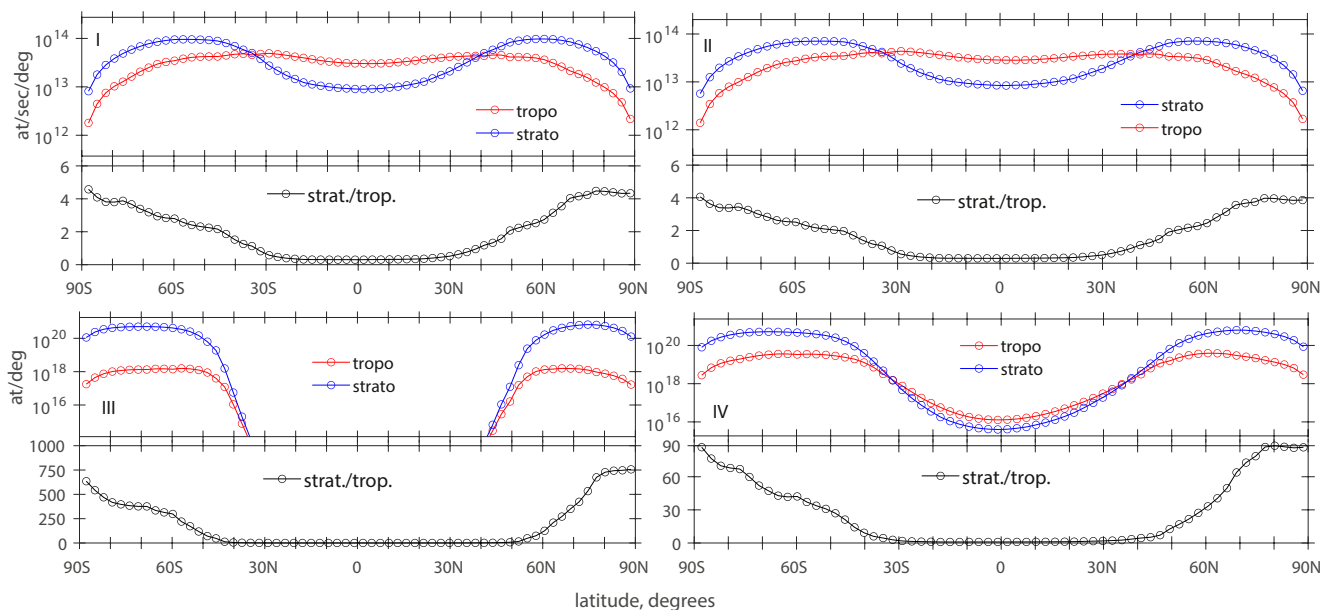 I
at/sec/deg
10^14
10^13
10^12
tropo
strato
6
4
2
0
strat./trop.
90S 60S 30S 0 30N 60N 90N
II
10^14
10^13
10^12
strato
tropo
6
4
2
0
strat./trop.
90S 60S 30S 0 30N 60N 90N
III
at/deg
10^20
10^18
10^16
tropo
strato
1000
750
500
250
0
strat./trop.
90S 60S 30N 0 30N 60N 90N
IV
10^20
10^18
10^16
tropo
strato
90
60
30
0
strat./trop.
90S 60S 30S 0 30N 60N 90N
latitude, degrees